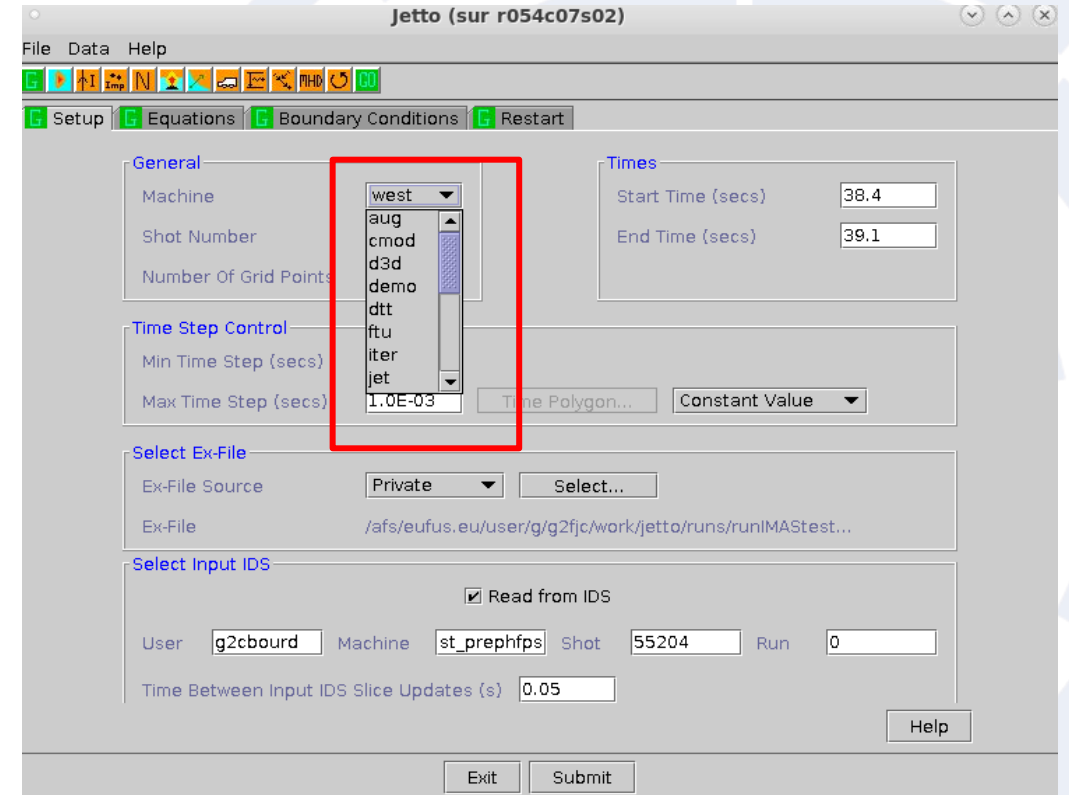 Jetto (sur r054c07s02)
File Data Help
G I Imp N MHD GO
G Setup G Equations G Boundary Conditions G Restart
General
Machine west
aug
cmod
d3d
demo
dtt
ftu
iter
jet
Shot Number
Number Of Grid Points
Times
Start Time (secs) 38.4
End Time (secs) 39.1
Time Step Control
Min Time Step (secs)
Max Time Step (secs) 1.0E-03 Time Polygon... Constant Value
Select Ex-File
Ex-File Source Private Select...
Ex-File /afs/eufus.eu/user/g/g2fjc/work/jetto/runs/runIMAStest...
Select Input IDS
Read from IDS
User g2cbourd Machine st_prephfps Shot 55204 Run 0
Time Between Input IDS Slice Updates (s) 0.05
Help
Exit Submit